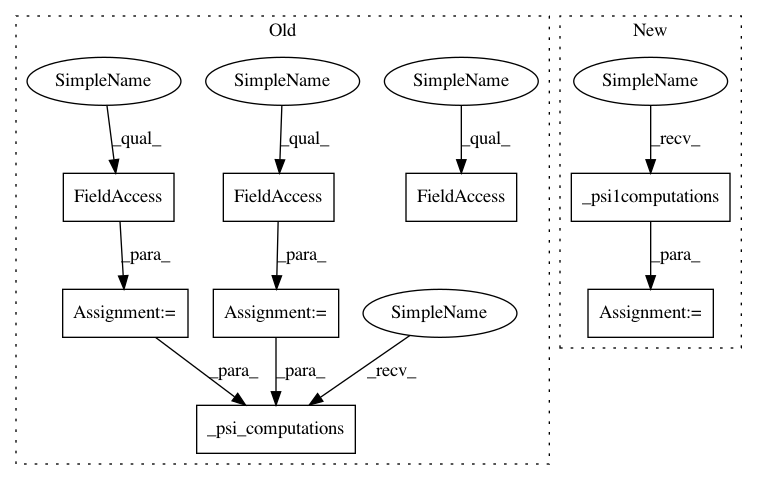 Old
New
SimpleName
SimpleName
SimpleName
SimpleName
_qual_
_qual_
_qual_
_recv_
FieldAccess
FieldAccess
FieldAccess
_psi1computations
_para_
_para_
_para_
Assignment:=
Assignment:=
SimpleName
Assignment:=
_para_
_para_
_recv_
_psi_computations